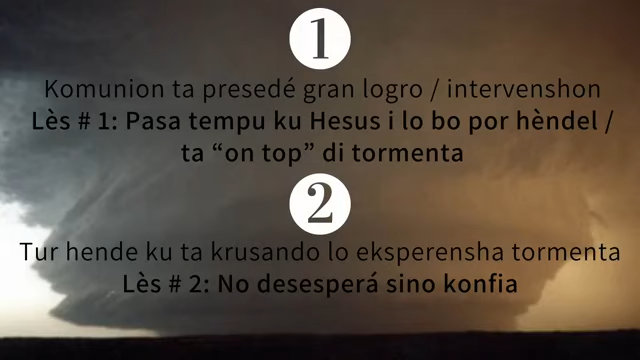 1
Komunion ta presedé gran logro / intervenshon
Lès # 1: Pasa tempu ku Hesus i lo bo por hèndel /
ta “on top” di tormenta
2
Tur hende ku ta krusando lo eksperensha tormenta
Lès # 2: No desesperá sino konfia